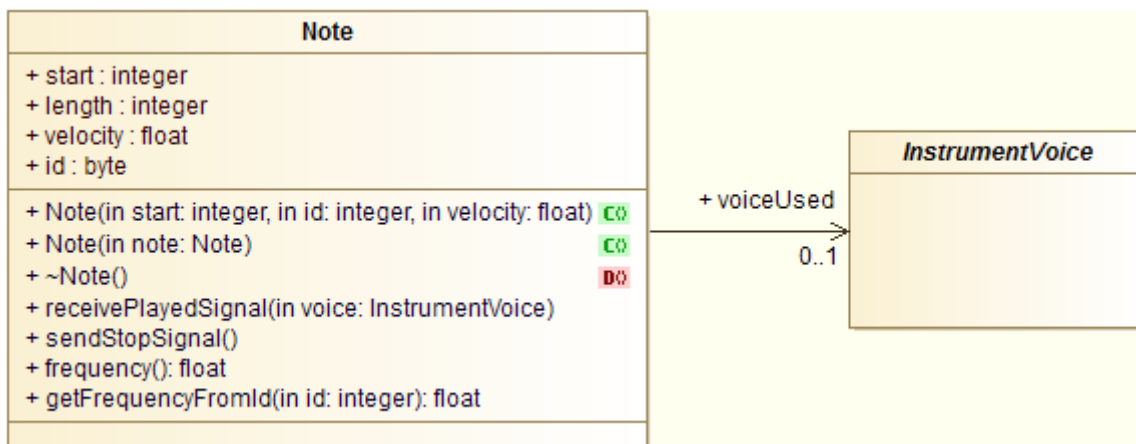 Note
+ start : integer
+ length : integer
+ velocity : float
+ id : byte
+ Note(in start: integer, in id: integer, in velocity: float) C()
+ Note(in note: Note) C()
+ ~Note() D()
+ receivePlayedSignal(in voice: InstrumentVoice)
+ sendStopSignal()
+ frequency(): float
+ getFrequencyFromId(in id: integer): float
+ voiceUsed
0..1
InstrumentVoice